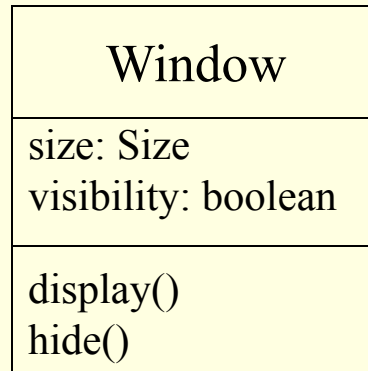 Window
size: Size
visibility: boolean
display()
hide()